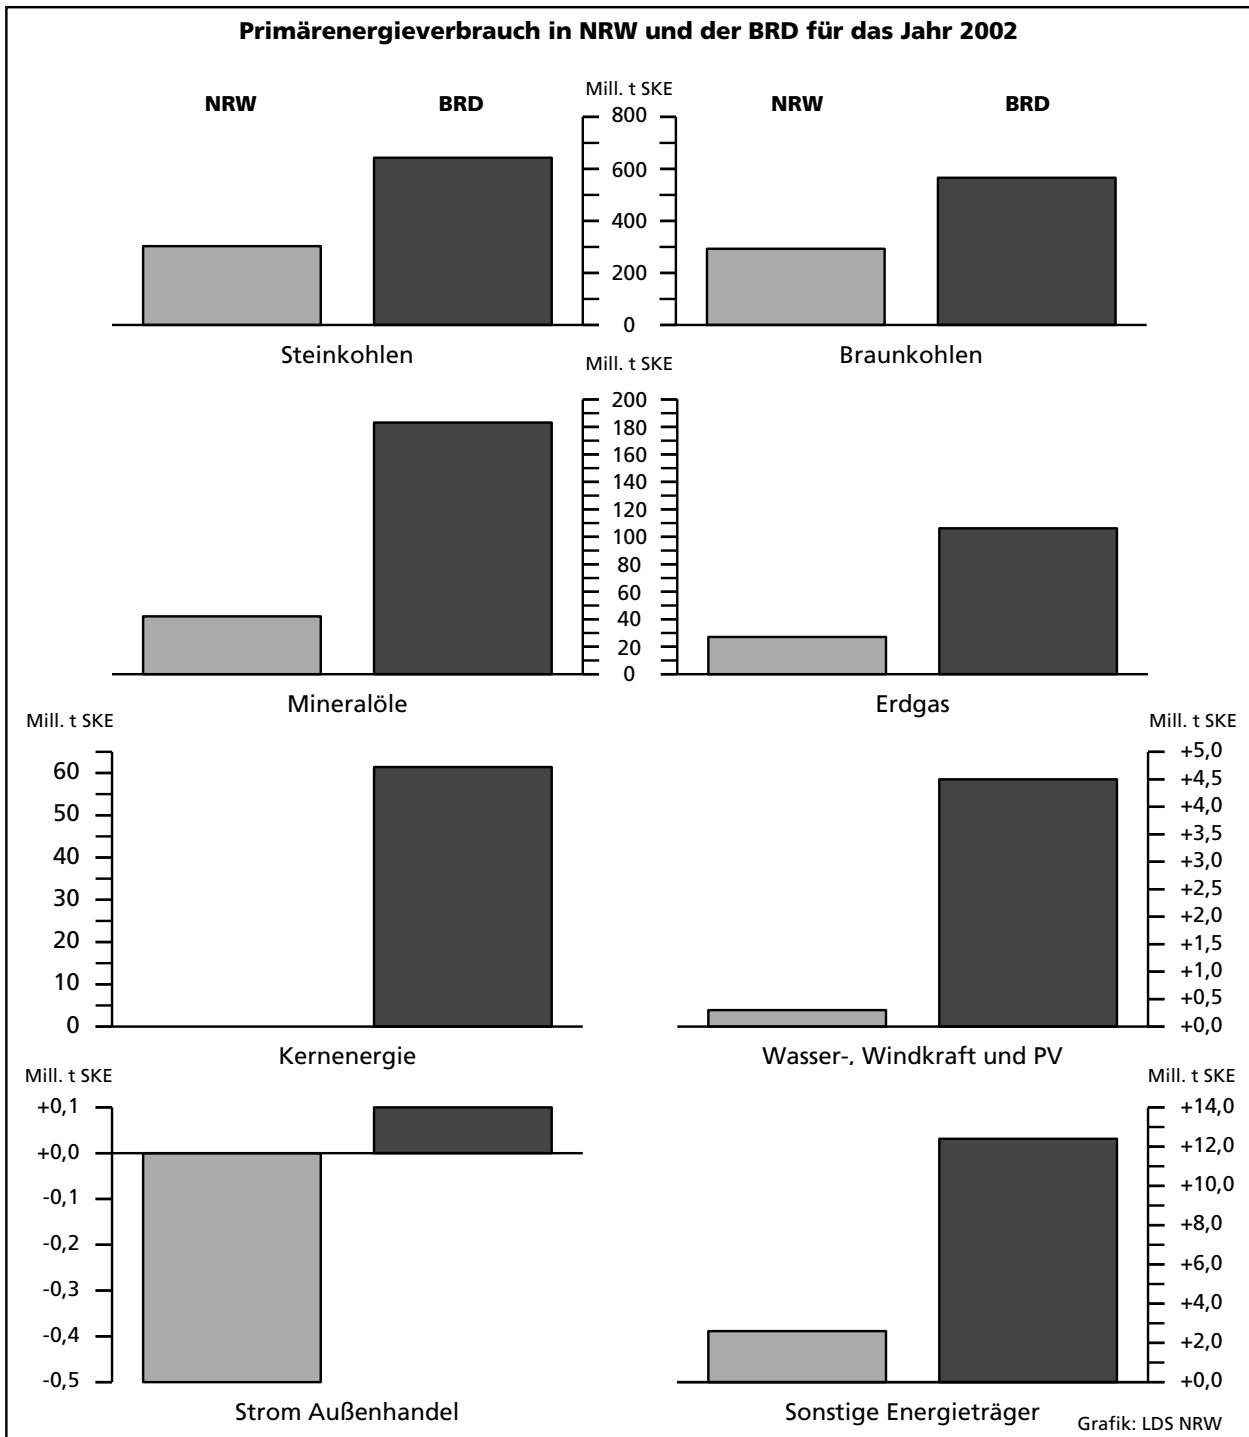 Primärenergieverbrauch in NRW und der BRD für das Jahr 2002
NRW
BRD
Mill. t SKE
NRW
BRD
800
600
400
200
0
Steinkohlen
Braunkohlen
Mill. t SKE
200
180
160
140
120
100
80
60
40
20
0
Mineralöle
Erdgas
Mill. t SKE
60
50
40
30
20
10
0
Kernenergie
Mill. t SKE
+5,0
+4,5
+4,0
+3,5
+3,0
+2,5
+2,0
+1,5
+1,0
+0,5
+0,0
Wasser-, Windkraft und PV
Mill. t SKE
+0,1
+0,0
-0,1
-0,2
-0,3
-0,4
-0,5
Strom Außenhandel
Mill. t SKE
+14,0
+12,0
+10,0
+8,0
+6,0
+4,0
+2,0
+0,0
Sonstige Energieträger
Grafik: LDS NRW